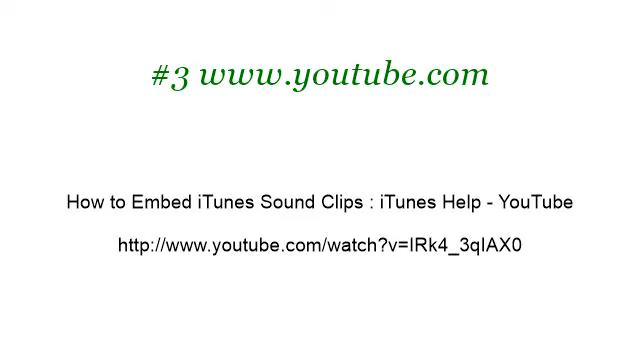 #3 www.youtube.com
How to Embed iTunes Sound Clips : iTunes Help - YouTube
http://www.youtube.com/watch?v=IRk4_3qIAX0